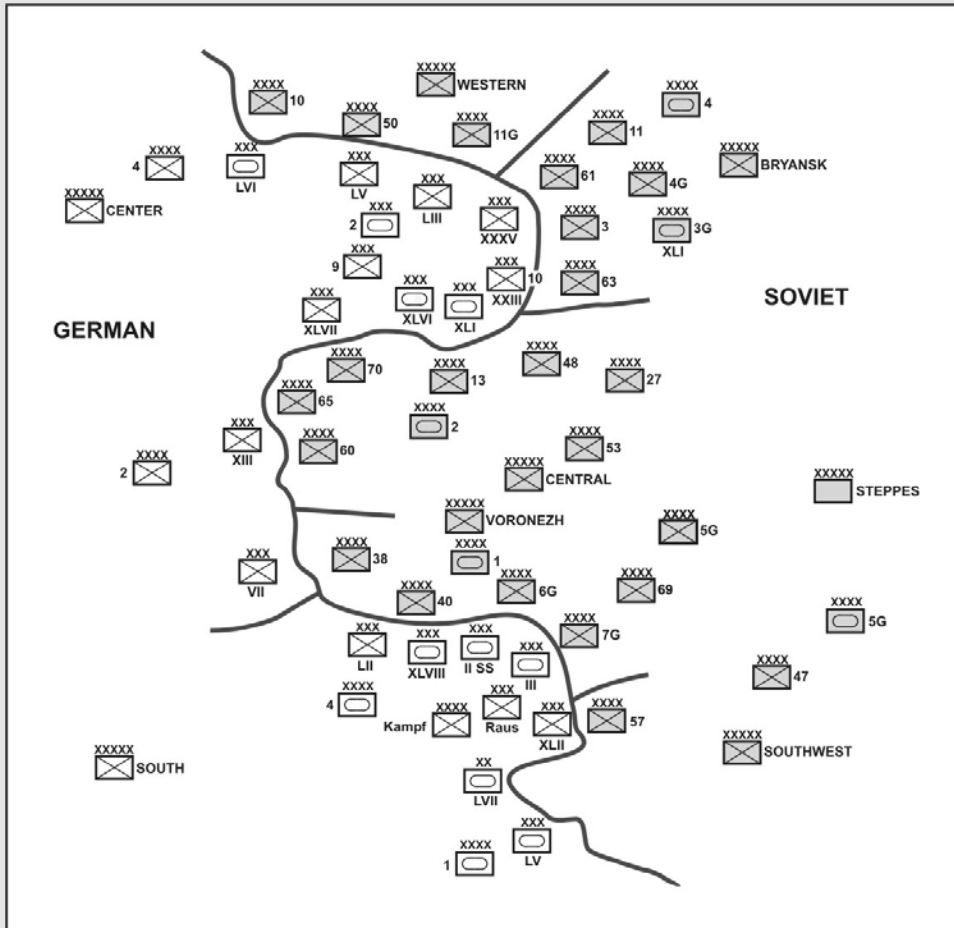 XXXXX
WESTERN
XXXX
10
XXXX
4
XXXX
50
XXXX
11G
XXXX
11
XXX
LVI
XXXX
4
XXX
LV
XXXX
61
XXXX
4G
XXXXX
BRYANSK
XXX
LIII
XXXXX
CENTER
XXX
2
XXX
XXXV
XXXX
3
XXXX
3G
XLI
XXX
9
XXX
10
XXIII
XXXX
63
XXX
XLVII
XXX
XLVI
XXX
XLI
SOVIET
GERMAN
XXXX
70
XXXX
13
XXXX
48
XXXX
27
XXXX
65
XXXX
2
XXX
XIII
XXXX
60
XXXX
53
XXXX
2
XXXXX
CENTRAL
XXXXX
STEPPES
XXXXX
VORONEZH
XXXX
5G
XXX
VII
XXXX
38
XXXX
1
XXXX
6G
XXXX
69
XXXX
40
XXXX
5G
XXXX
7G
XXX
LII
XXX
XLVIII
XXX
II SS
XXX
III
XXXX
47
XXXX
4
XXXX
Kampf
XXX
Raus
XXX
XLII
XXXX
57
XXXXX
SOUTHWEST
XXXXX
SOUTH
XX
LVII
XXX
LV
XXXX
1